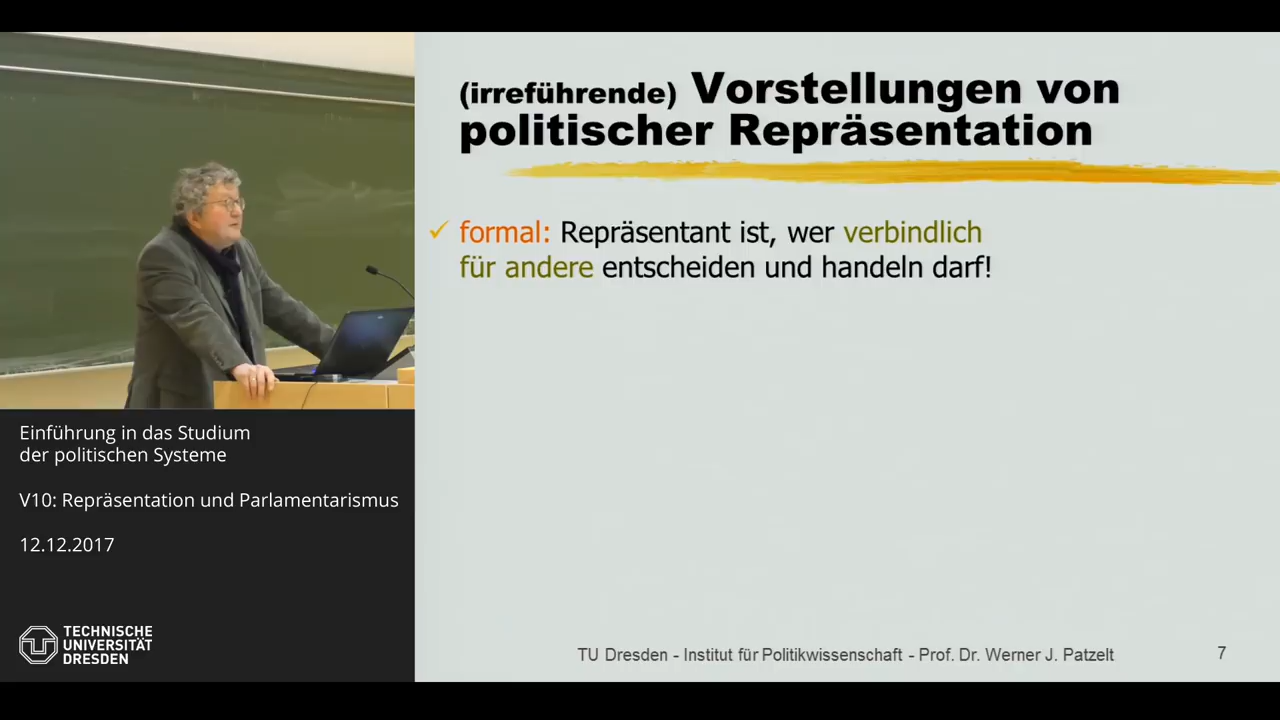 (irreführende) Vorstellungen von
politischer Repräsentation
✓ formal: Repräsentant ist, wer verbindlich
für andere entscheiden und handeln darf!
Einführung in das Studium
der politischen Systeme
V10: Repräsentation und Parlamentarismus
12.12.2017
TECHNISCHE
UNIVERSITÄT
DRESDEN
TU Dresden - Institut für Politikwissenschaft - Prof. Dr. Werner J. Patzelt
7